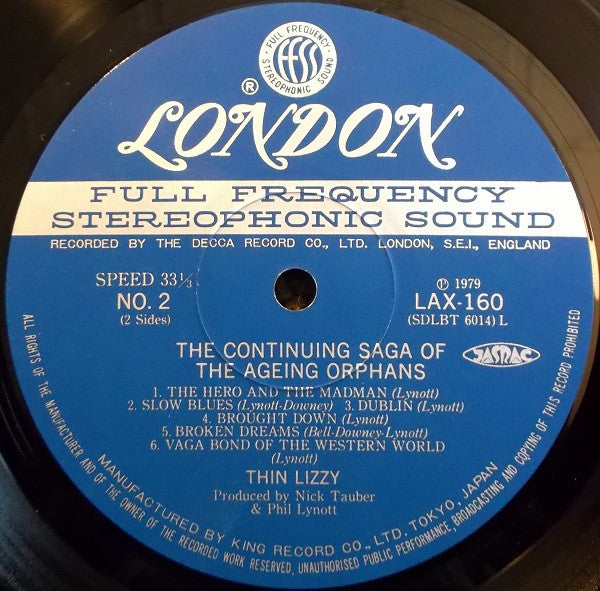 FULL FREQUENCY
ffss
STEREOPHONIC SOUND
®
LONDON
FULL FREQUENCY
STEREOPHONIC SOUND
RECORDED BY THE DECCA RECORD CO., LTD. LONDON, S.E.I., ENGLAND
SPEED 33⅓
NO. 2
(2 Sides)
Ⓟ 1979
LAX-160
(SDLBT 6014) L
THE CONTINUING SAGA OF
THE AGEING ORPHANS
JASRAC
1. THE HERO AND THE MADMAN (Lynott)
2. SLOW BLUES (Lynott-Downey) 3. DUBLIN (Lynott)
4. BROUGHT DOWN (Lynott)
5. BROKEN DREAMS (Bell-Downey-Lynott)
6. VAGA BOND OF THE WESTERN WORLD
(Lynott)
THIN LIZZY
Produced by Nick Tauber
& Phil Lynott
MANUFACTURED BY KING RECORD CO., LTD. TOKYO, JAPAN
ALL RIGHTS OF THE MANUFACTURER AND OF THE OWNER OF THE RECORDED WORK RESERVED, UNAUTHORISED PUBLIC PERFORMANCE, BROADCASTING AND COPYING OF THIS RECORD PROHIBITED